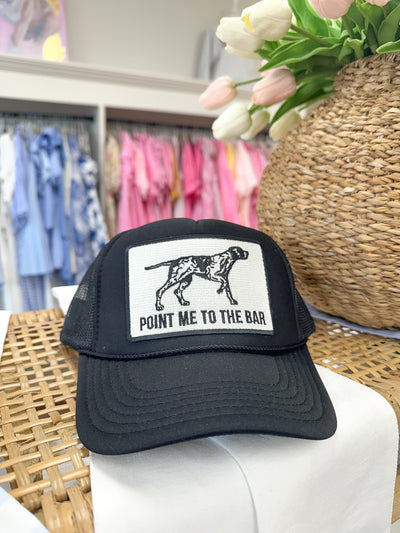 POINT ME TO THE BAR